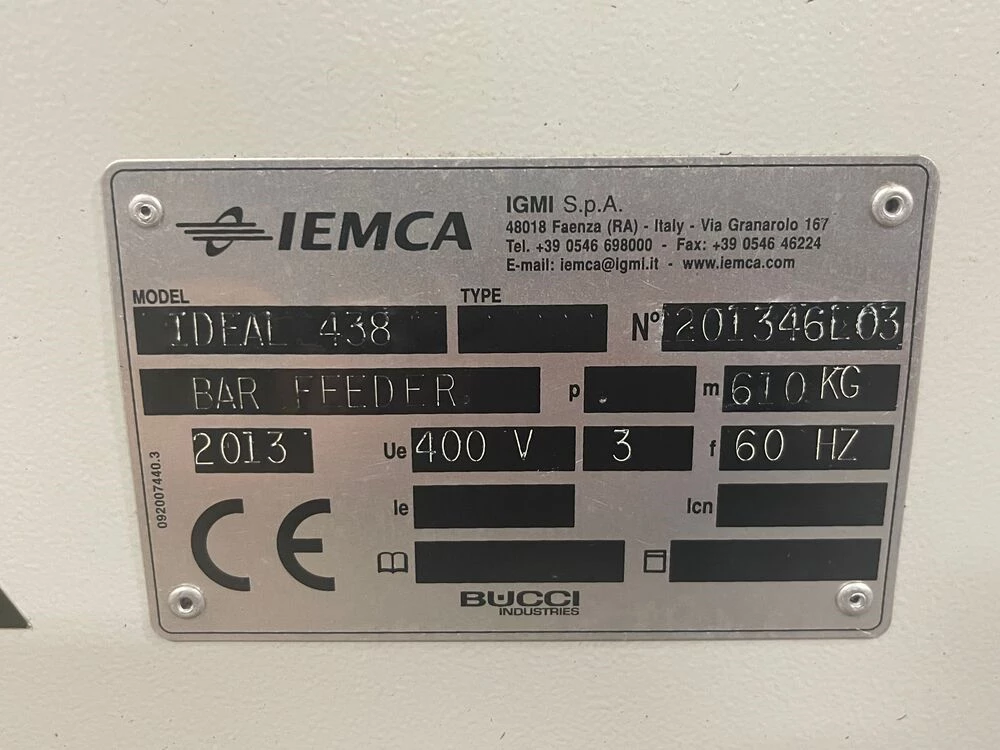 IEMCA
IGMI S.p.A.
48018 Faenza (RA) - Italy - Via Granarolo 167
Tel. +39 0546 698000 - Fax: +39 0546 46224
E-mail: iemca@igmi.it - www.iemca.com
MODEL TYPE
IDEAL 438 N° 201346L03
BAR FEEDER p m 610 KG
2013 Ue 400 V 3 f 60 HZ
Ie Icn
CE
092007440.3
BUCCI
INDUSTRIES